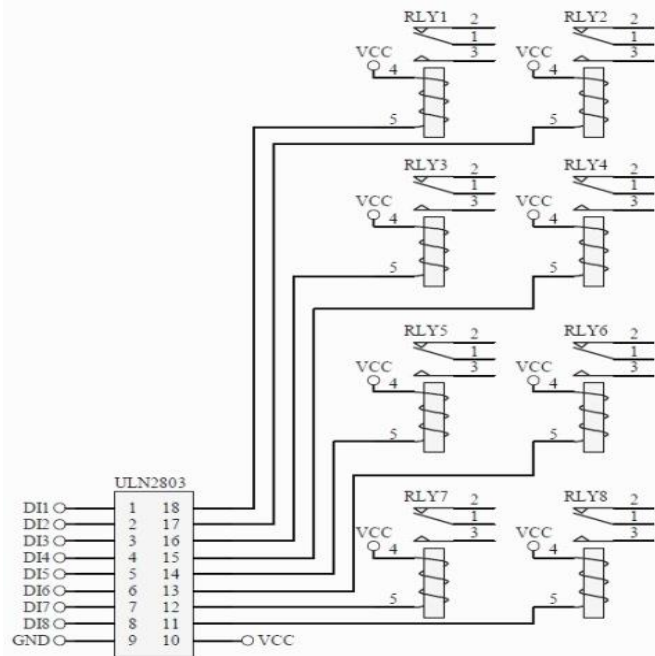 RLY1 2
1
3
VCC
4
5
RLY2 2
1
3
VCC
4
5
RLY3 2
1
3
VCC
4
5
RLY4 2
1
3
VCC
4
5
RLY5 2
1
3
VCC
4
5
RLY6 2
1
3
VCC
4
5
ULN2803
DI1 1 18
DI2 2 17
DI3 3 16
DI4 4 15
DI5 5 14
DI6 6 13
DI7 7 12
DI8 8 11
GND 9 10 VCC
RLY7 2
1
3
VCC
4
5
RLY8 2
1
3
VCC
4
5